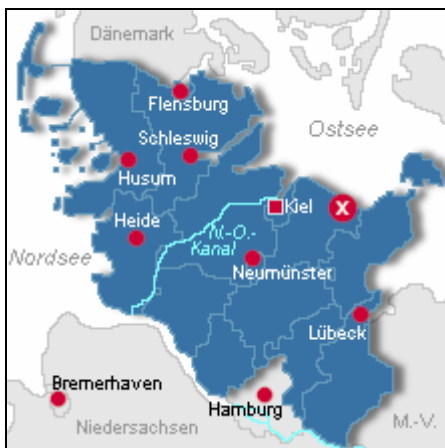 Dänemark
Flensburg
Ostsee
Schleswig
Husum
Kiel
X
Heide
N.-O.-
Kanal
Nordsee
Neumünster
Lübeck
Bremerhaven
Hamburg
Niedersachsen
M.-V.